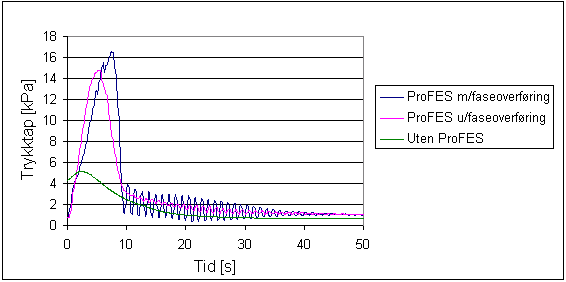 18
16
14
12
10
8
6
4
2
0
Trykktap [kPa]
0 10 20 30 40 50
Tid [s]
ProFES m/faseoverføring
ProFES u/faseoverføring
Uten ProFES